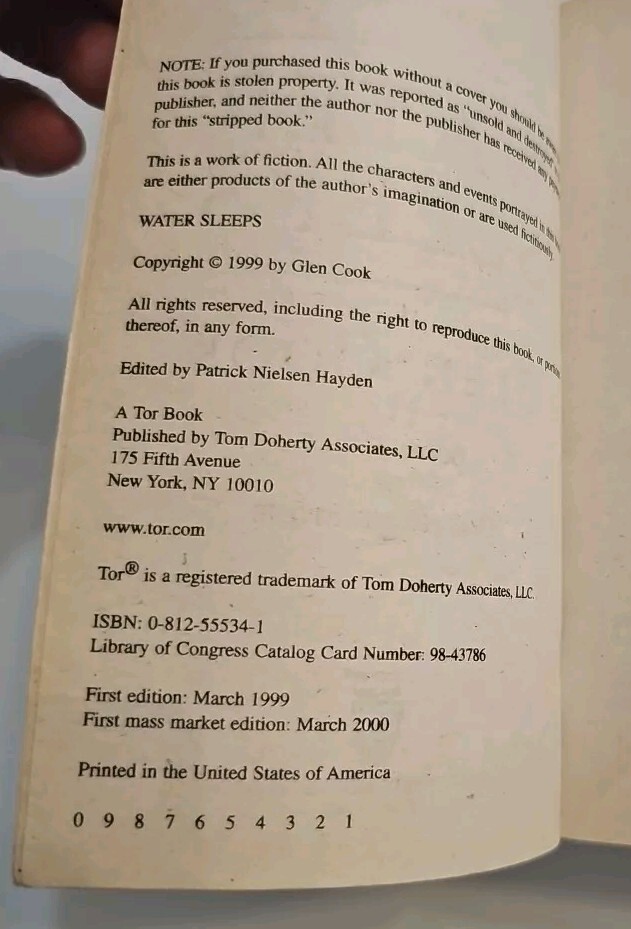 NOTE: If you purchased this book without a cover you should be
this book is stolen property. It was reported as "unsold and destroyed"
publisher, and neither the author nor the publisher has received any
for this "stripped book."
This is a work of fiction. All the characters and events portrayed in this
are either products of the author's imagination or are used fictitiously.
WATER SLEEPS
Copyright © 1999 by Glen Cook
All rights reserved, including the right to reproduce this book, or
thereof, in any form.
Edited by Patrick Nielsen Hayden
A Tor Book
Published by Tom Doherty Associates, LLC
175 Fifth Avenue
New York, NY 10010
www.tor.com
Tor® is a registered trademark of Tom Doherty Associates, LLC.
ISBN: 0-812-55534-1
Library of Congress Catalog Card Number: 98-43786
First edition: March 1999
First mass market edition: March 2000
Printed in the United States of America
0 9 8 7 6 5 4 3 2 1